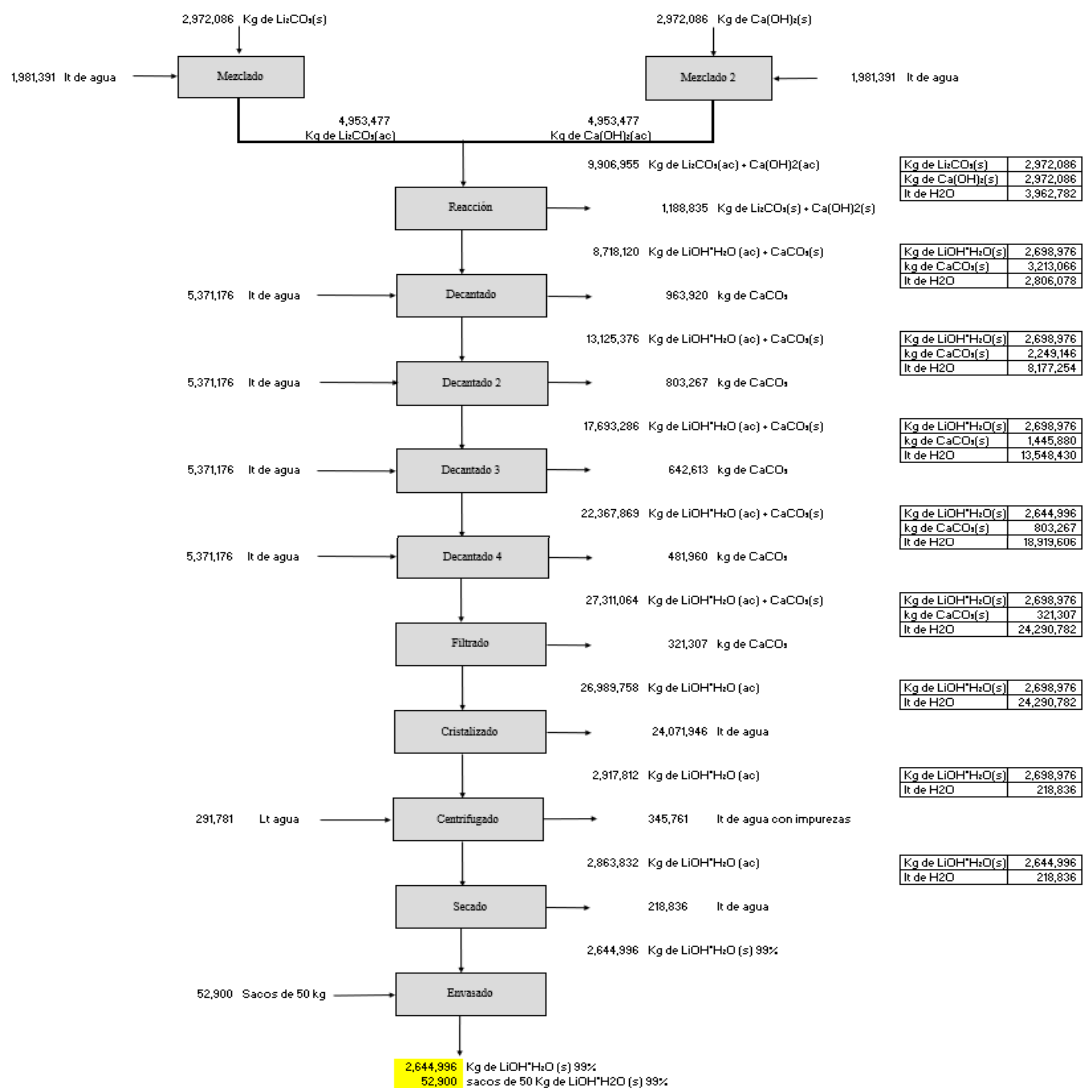 2,972,086 Kg de Li₂CO₃(s)
2,972,086 Kg de Ca(OH)₂(s)
1,981,391 lt de agua
Mezclado
Mezclado 2
1,981,391 lt de agua
4,953,477
Kg de Li₂CO₃(ac)
4,953,477
Kg de Ca(OH)₂(ac)
9,906,955 Kg de Li₂CO₃(ac) + Ca(OH)2(ac)
Kg de Li₂CO₃(s) 2,972,086
Kg de Ca(OH)₂(s) 2,972,086
lt de H2O 3,962,782
Reacción
1,188,835 Kg de Li₂CO₃(s) + Ca(OH)2(s)
8,718,120 Kg de LiOH*H₂O (ac) + CaCO₃(s)
Kg de LiOH*H₂O(s) 2,698,976
kg de CaCO₃(s) 3,213,066
lt de H2O 2,806,078
5,371,176 lt de agua
Decantado
963,920 kg de CaCO₃
13,125,376 Kg de LiOH*H₂O (ac) + CaCO₃(s)
Kg de LiOH*H₂O(s) 2,698,976
kg de CaCO₃(s) 2,249,146
lt de H2O 8,177,254
5,371,176 lt de agua
Decantado 2
803,267 kg de CaCO₃
17,693,286 Kg de LiOH*H₂O (ac) + CaCO₃(s)
Kg de LiOH*H₂O(s) 2,698,976
kg de CaCO₃(s) 1,445,880
lt de H2O 13,548,430
5,371,176 lt de agua
Decantado 3
642,613 kg de CaCO₃
22,367,869 Kg de LiOH*H₂O (ac) + CaCO₃(s)
Kg de LiOH*H₂O(s) 2,644,996
kg de CaCO₃(s) 803,267
lt de H2O 18,919,606
5,371,176 lt de agua
Decantado 4
481,960 kg de CaCO₃
27,311,064 Kg de LiOH*H₂O (ac) + CaCO₃(s)
Kg de LiOH*H₂O(s) 2,698,976
kg de CaCO₃(s) 321,307
lt de H2O 24,290,782
Filtrado
321,307 kg de CaCO₃
26,989,758 Kg de LiOH*H₂O (ac)
Kg de LiOH*H₂O(s) 2,698,976
lt de H2O 24,290,782
Cristalizado
24,071,946 lt de agua
2,917,812 Kg de LiOH*H₂O (ac)
Kg de LiOH*H₂O(s) 2,698,976
lt de H2O 218,836
291,781 Lt agua
Centrifugado
345,761 lt de agua con impurezas
2,863,832 Kg de LiOH*H₂O (ac)
Kg de LiOH*H₂O(s) 2,644,996
lt de H2O 218,836
Secado
218,836 lt de agua
2,644,996 Kg de LiOH*H₂O (s) 99%
52,900 Sacos de 50 kg
Envasado
2,644,996 Kg de LiOH*H₂O (s) 99%
52,900 sacos de 50 Kg de LiOH*H2O (s) 99%